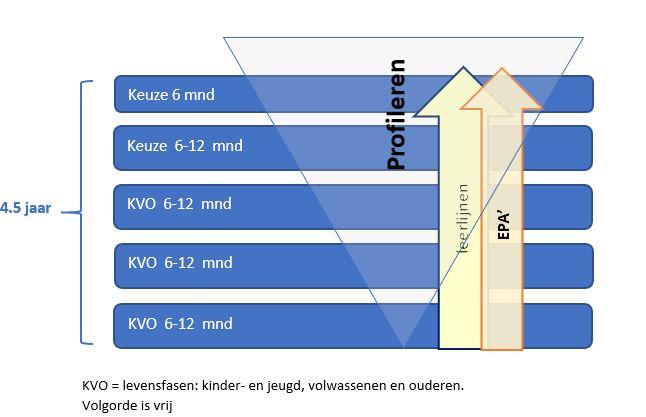 Profileren
Keuze 6 mnd
Keuze 6-12 mnd
4.5 jaar
KVO 6-12 mnd
leerlijnen
EPA’
KVO 6-12 mnd
KVO 6-12 mnd
KVO = levensfasen: kinder- en jeugd, volwassenen en ouderen.
Volgorde is vrij